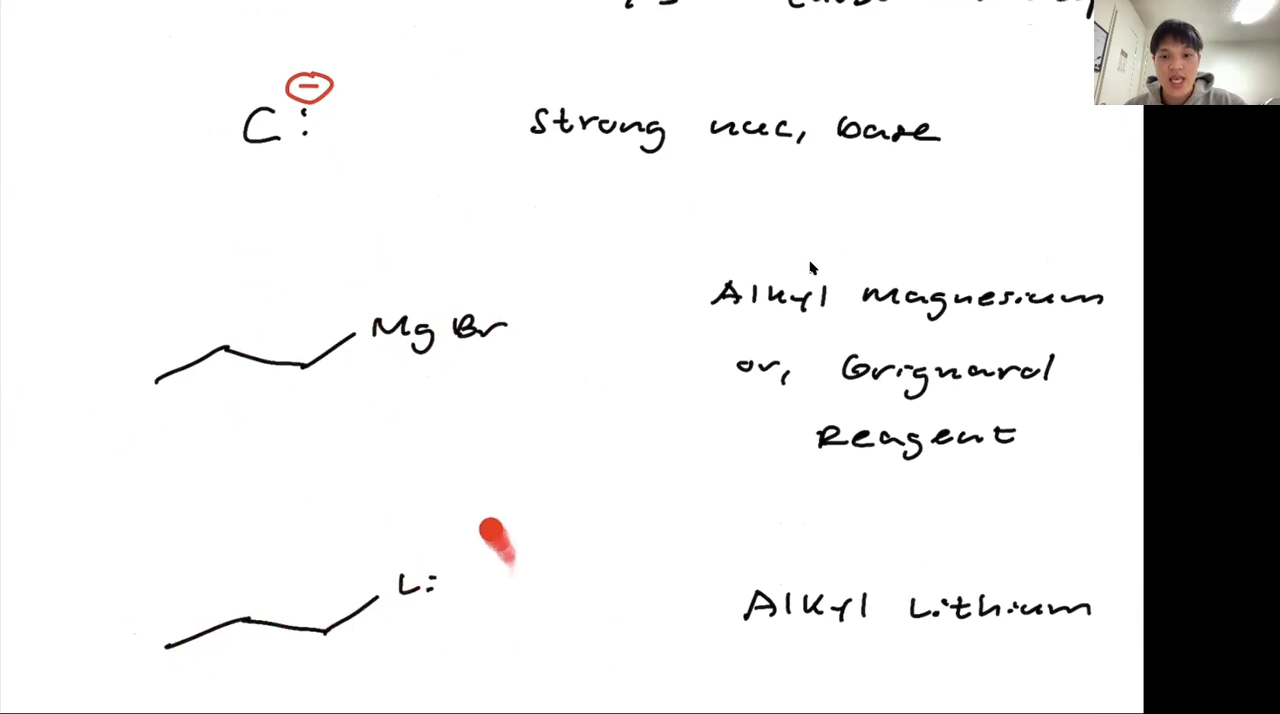 C:⊖ strong nuc, base
MgBr
Alkyl Magnesium
or, Grignard
Reagent
Li
Alkyl Lithium